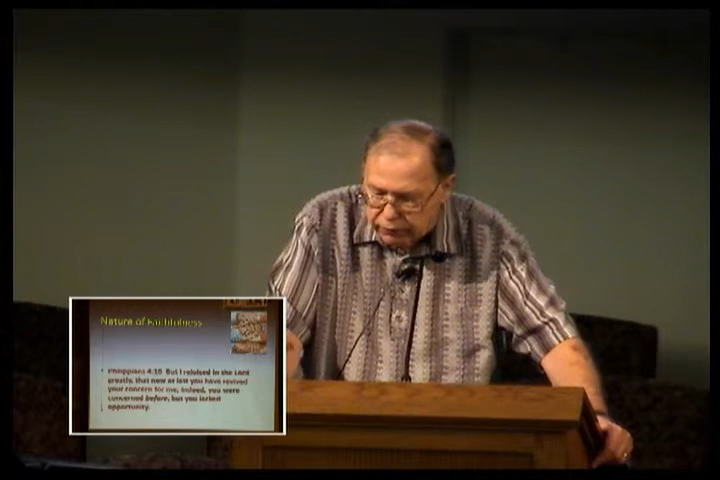 Nature of Faithfulness
• Philippians 4:10 But I rejoiced in the Lord
greatly, that now at last you have revived
your concern for me; indeed, you were
concerned before, but you lacked
opportunity.